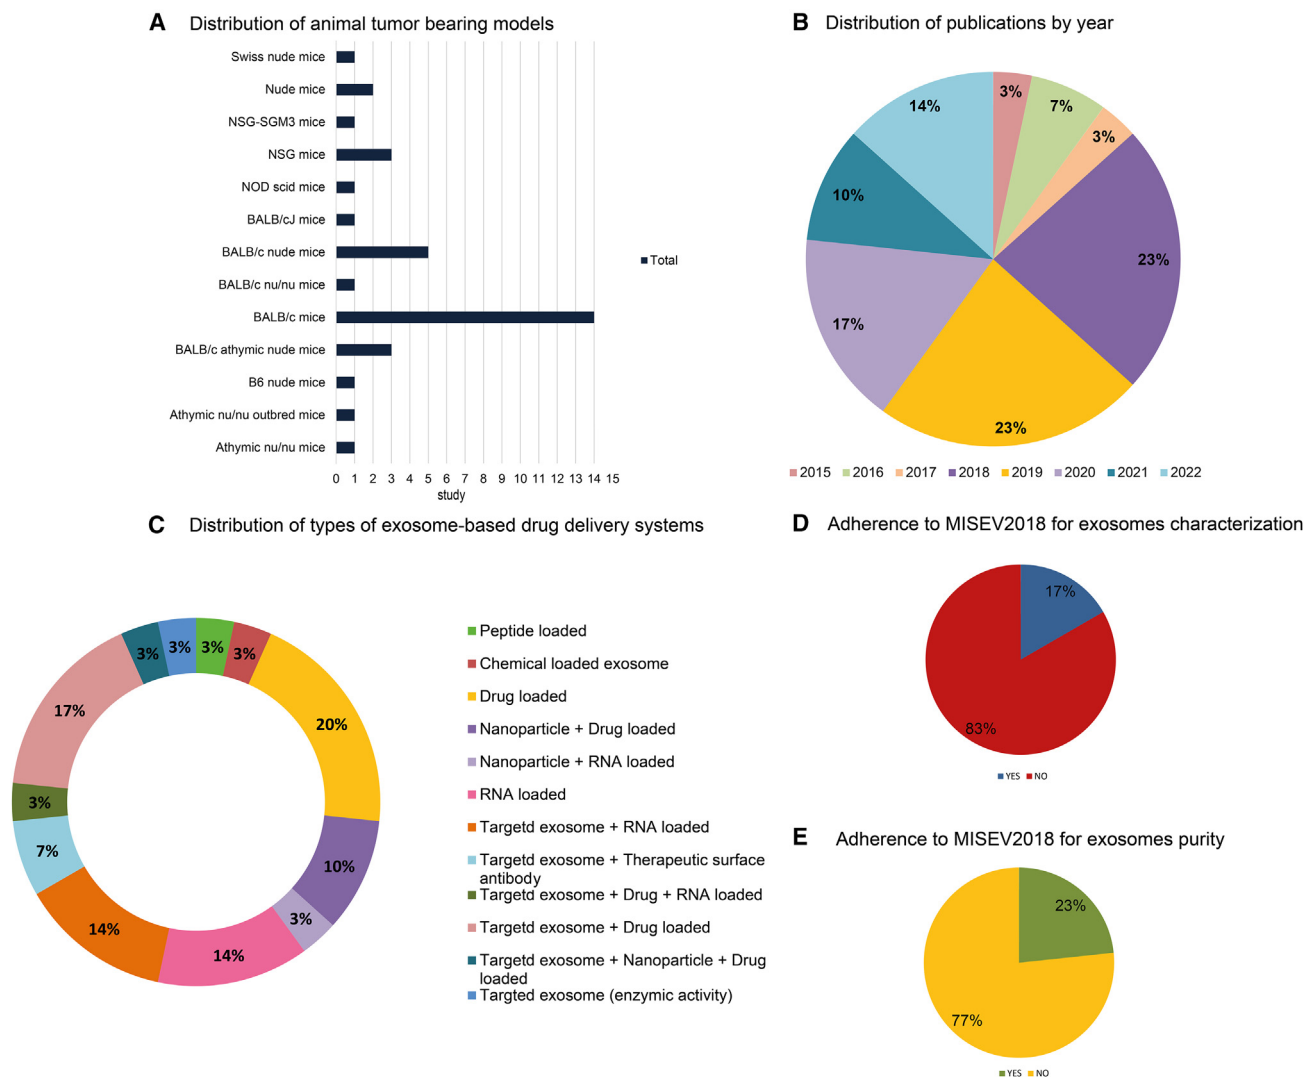 A Distribution of animal tumor bearing models
Swiss nude mice
Nude mice
NSG-SGM3 mice
NSG mice
NOD scid mice
BALB/cJ mice
BALB/c nude mice
BALB/c nu/nu mice
BALB/c mice
BALB/c athymic nude mice
B6 nude mice
Athymic nu/nu outbred mice
Athymic nu/nu mice
0 1 2 3 4 5 6 7 8 9 10 11 12 13 14 15
study
Total
B Distribution of publications by year
3%
7%
3%
23%
23%
17%
10%
14%
2015 2016 2017 2018 2019 2020 2021 2022
C Distribution of types of exosome-based drug delivery systems
3%
3%
20%
10%
3%
14%
14%
7%
3%
17%
3%
3%
Peptide loaded
Chemical loaded exosome
Drug loaded
Nanoparticle + Drug loaded
Nanoparticle + RNA loaded
RNA loaded
Targetd exosome + RNA loaded
Targetd exosome + Therapeutic surface
antibody
Targetd exosome + Drug + RNA loaded
Targetd exosome + Drug loaded
Targetd exosome + Nanoparticle + Drug
loaded
Targted exosome (enzymic activity)
D Adherence to MISEV2018 for exosomes characterization
17%
83%
YES NO
E Adherence to MISEV2018 for exosomes purity
23%
77%
YES NO